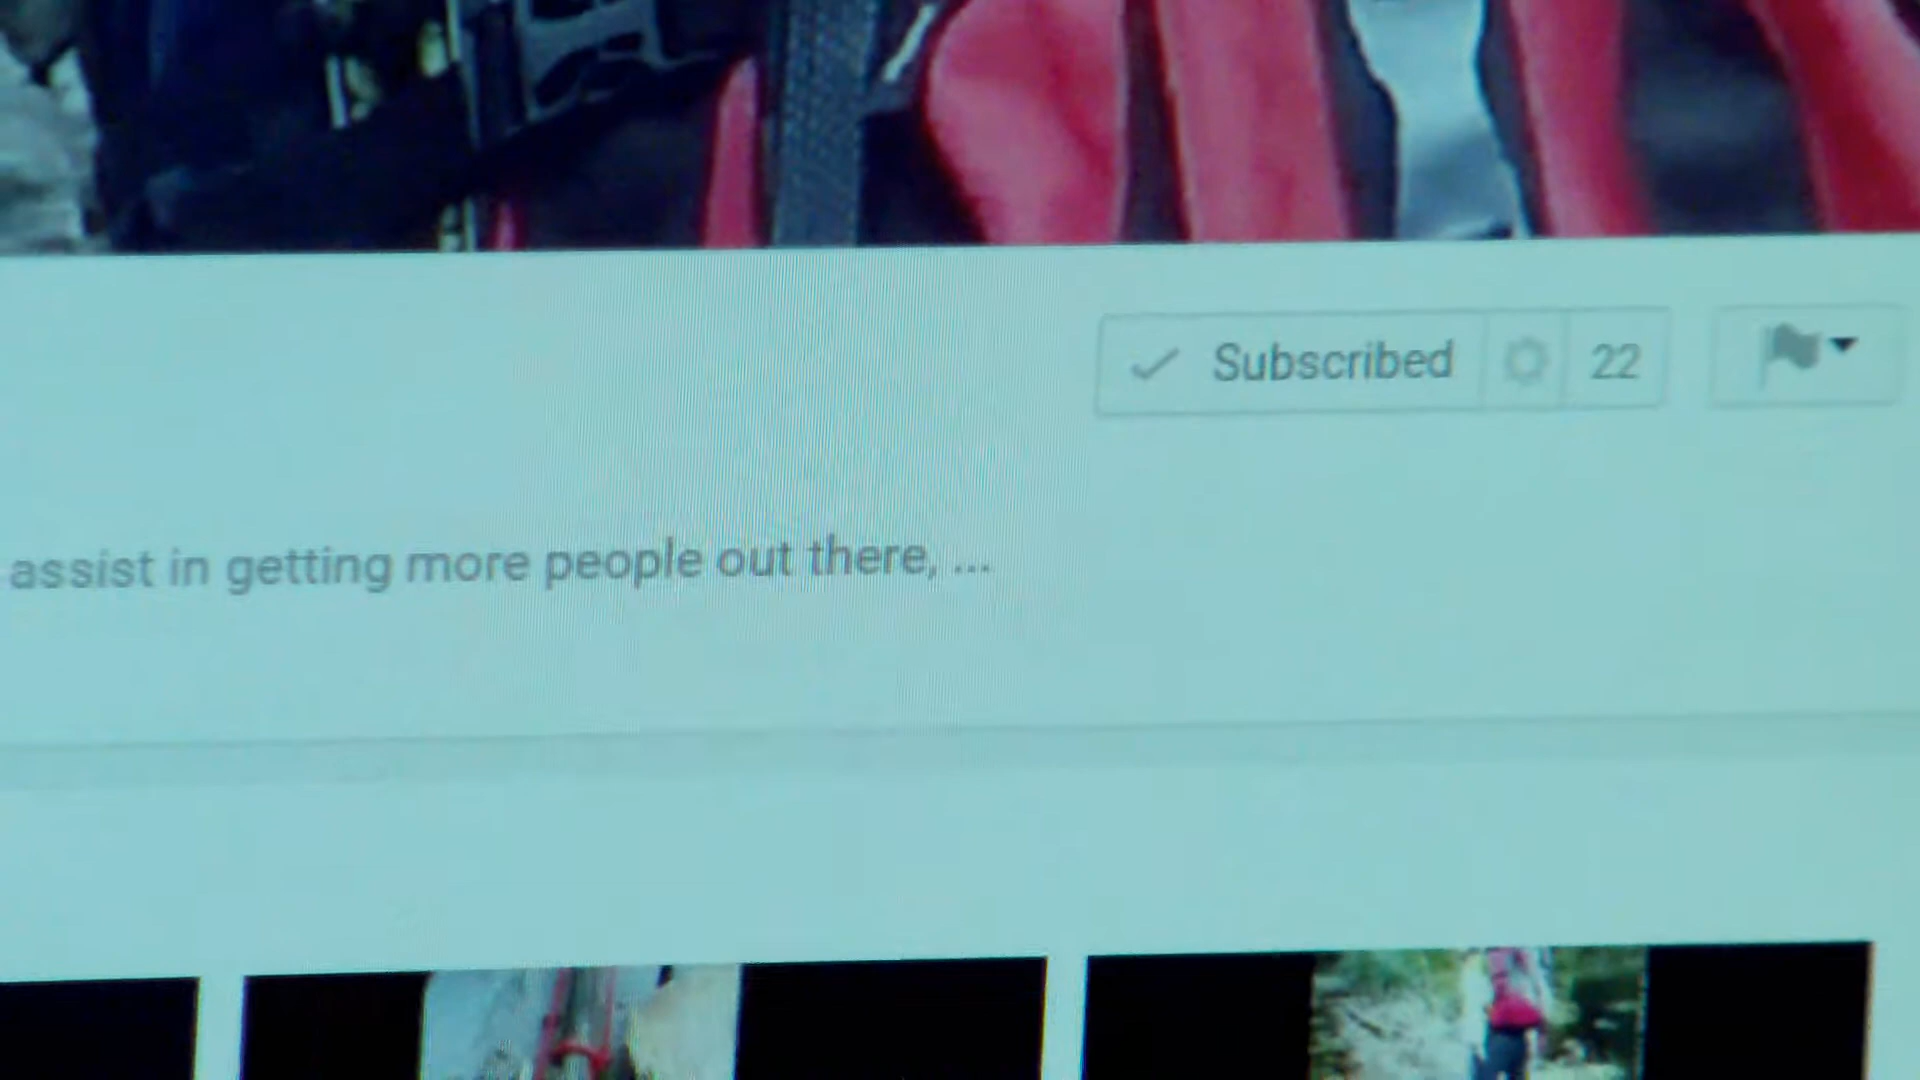 Subscribed 22
assist in getting more people out there, ...